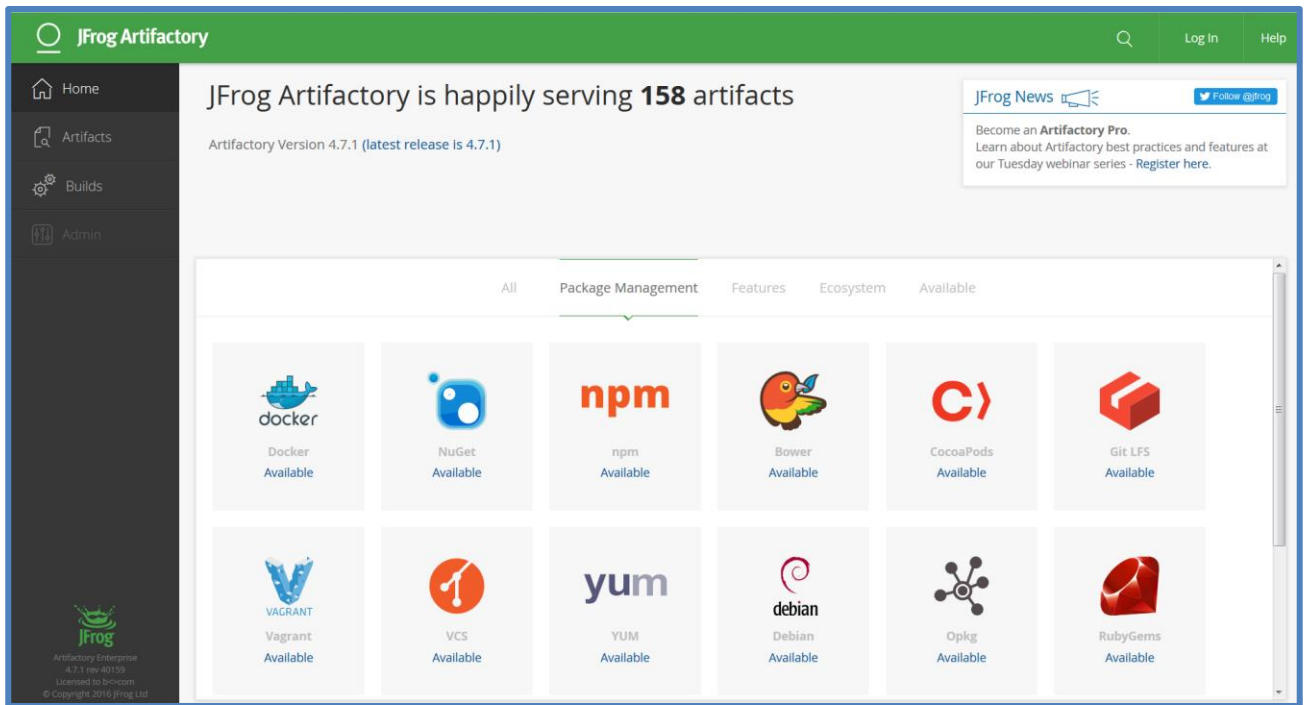 JFrog Artifactory
Log In
Help
Home
Artifacts
Builds
Admin
JFrog Artifactory is happily serving 158 artifacts
Artifactory Version 4.7.1 (latest release is 4.7.1)
JFrog News
Follow @jfrog
Become an Artifactory Pro.
Learn about Artifactory best practices and features at
our Tuesday webinar series - Register here.
All Package Management Features Ecosystem Available
docker
npm
C
Docker NuGet npm Bower CocoaPods Git LFS
Available Available Available Available Available Available
VAGRANT
yum
debian
Vagrant VCS YUM Debian Opkg RubyGems
Available Available Available Available Available Available
JFrog
Artifactory Enterprise
4.7.1 rev 40159
Licensed to b<>com
© Copyright 2016 JFrog Ltd